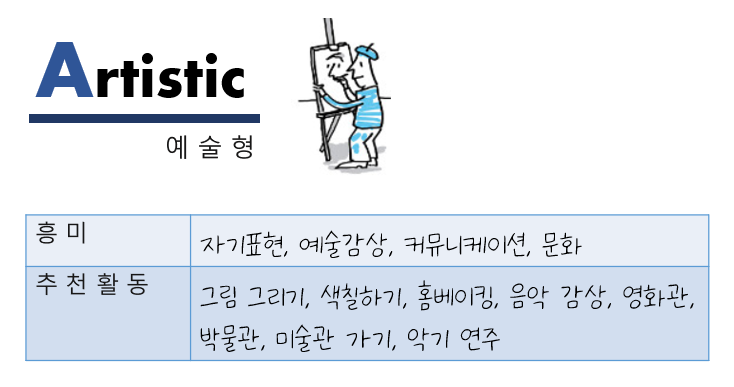 Artistic
예술형
흥미
자기표현, 예술감상, 커뮤니케이션, 문화
추천활동
그림 그리기, 색칠하기, 홈베이킹, 음악 감상, 영화관,
박물관, 미술관 가기, 악기 연주